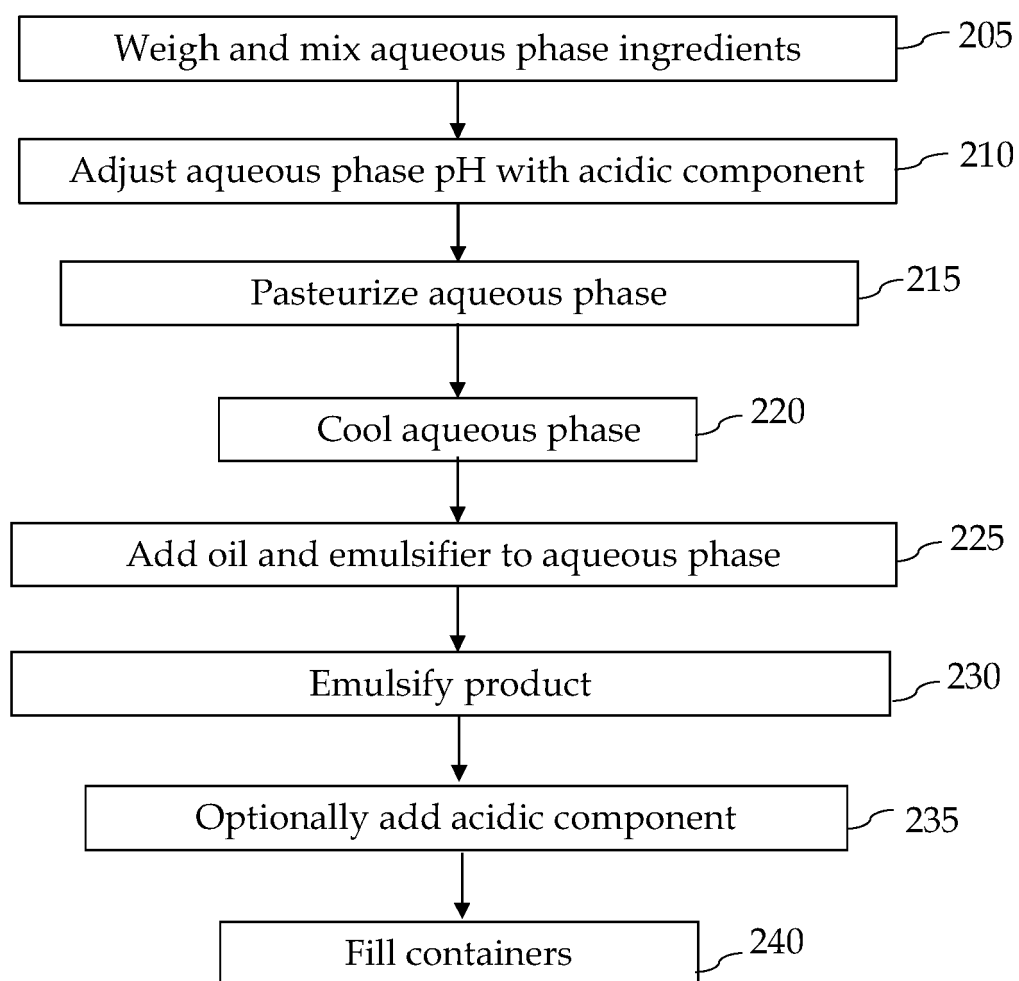 Weigh and mix aqueous phase ingredients 205
Adjust aqueous phase pH with acidic component 210
Pasteurize aqueous phase 215
Cool aqueous phase 220
Add oil and emulsifier to aqueous phase 225
Emulsify product 230
Optionally add acidic component 235
Fill containers 240